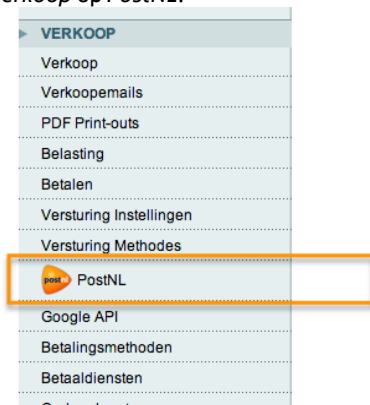 verkoop op PostNL.
VERKOOP
Verkoop
Verkoopemails
PDF Print-outs
Belasting
Betalen
Versturing Instellingen
Versturing Methodes
postnl PostNL
Google API
Betalingsmethoden
Betaaldiensten